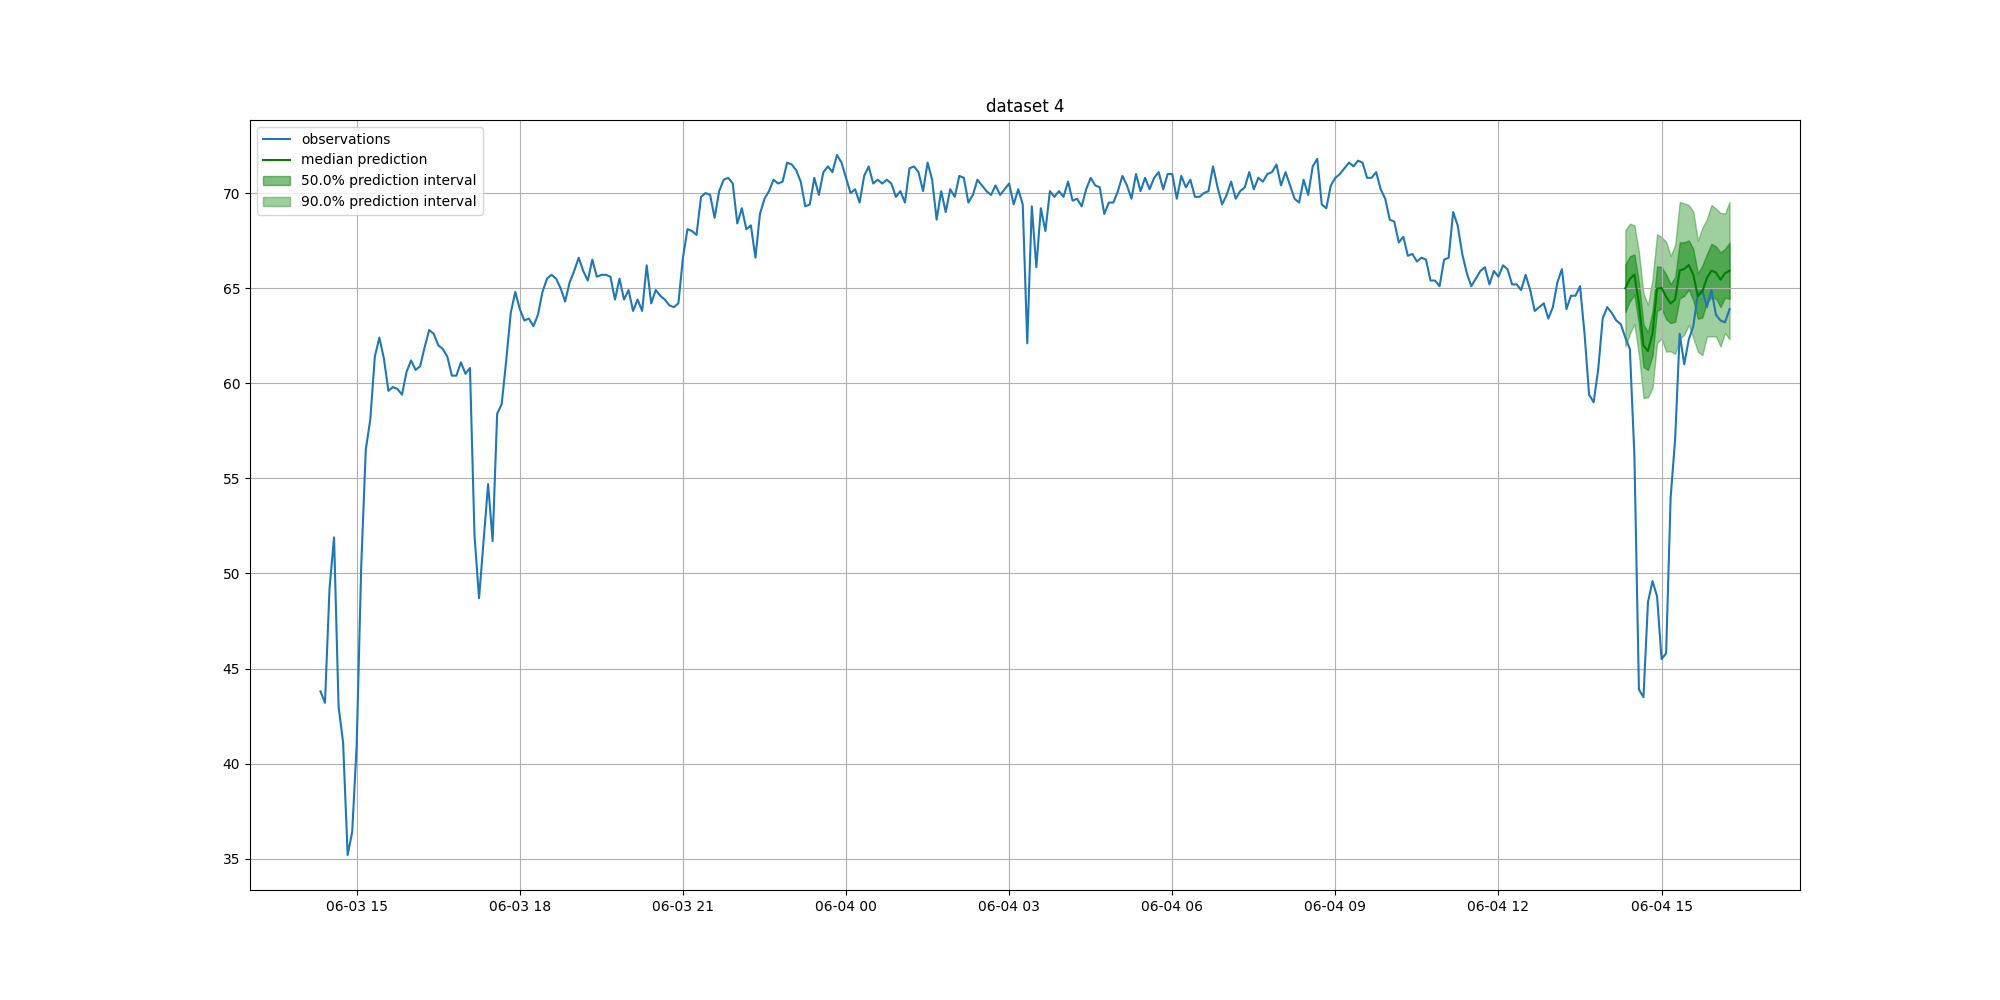 dataset 4
observations
median prediction
50.0% prediction interval
90.0% prediction interval
70
65
60
55
50
45
40
35
06-03 15 06-03 18 06-03 21 06-04 00 06-04 03 06-04 06 06-04 09 06-04 12 06-04 15